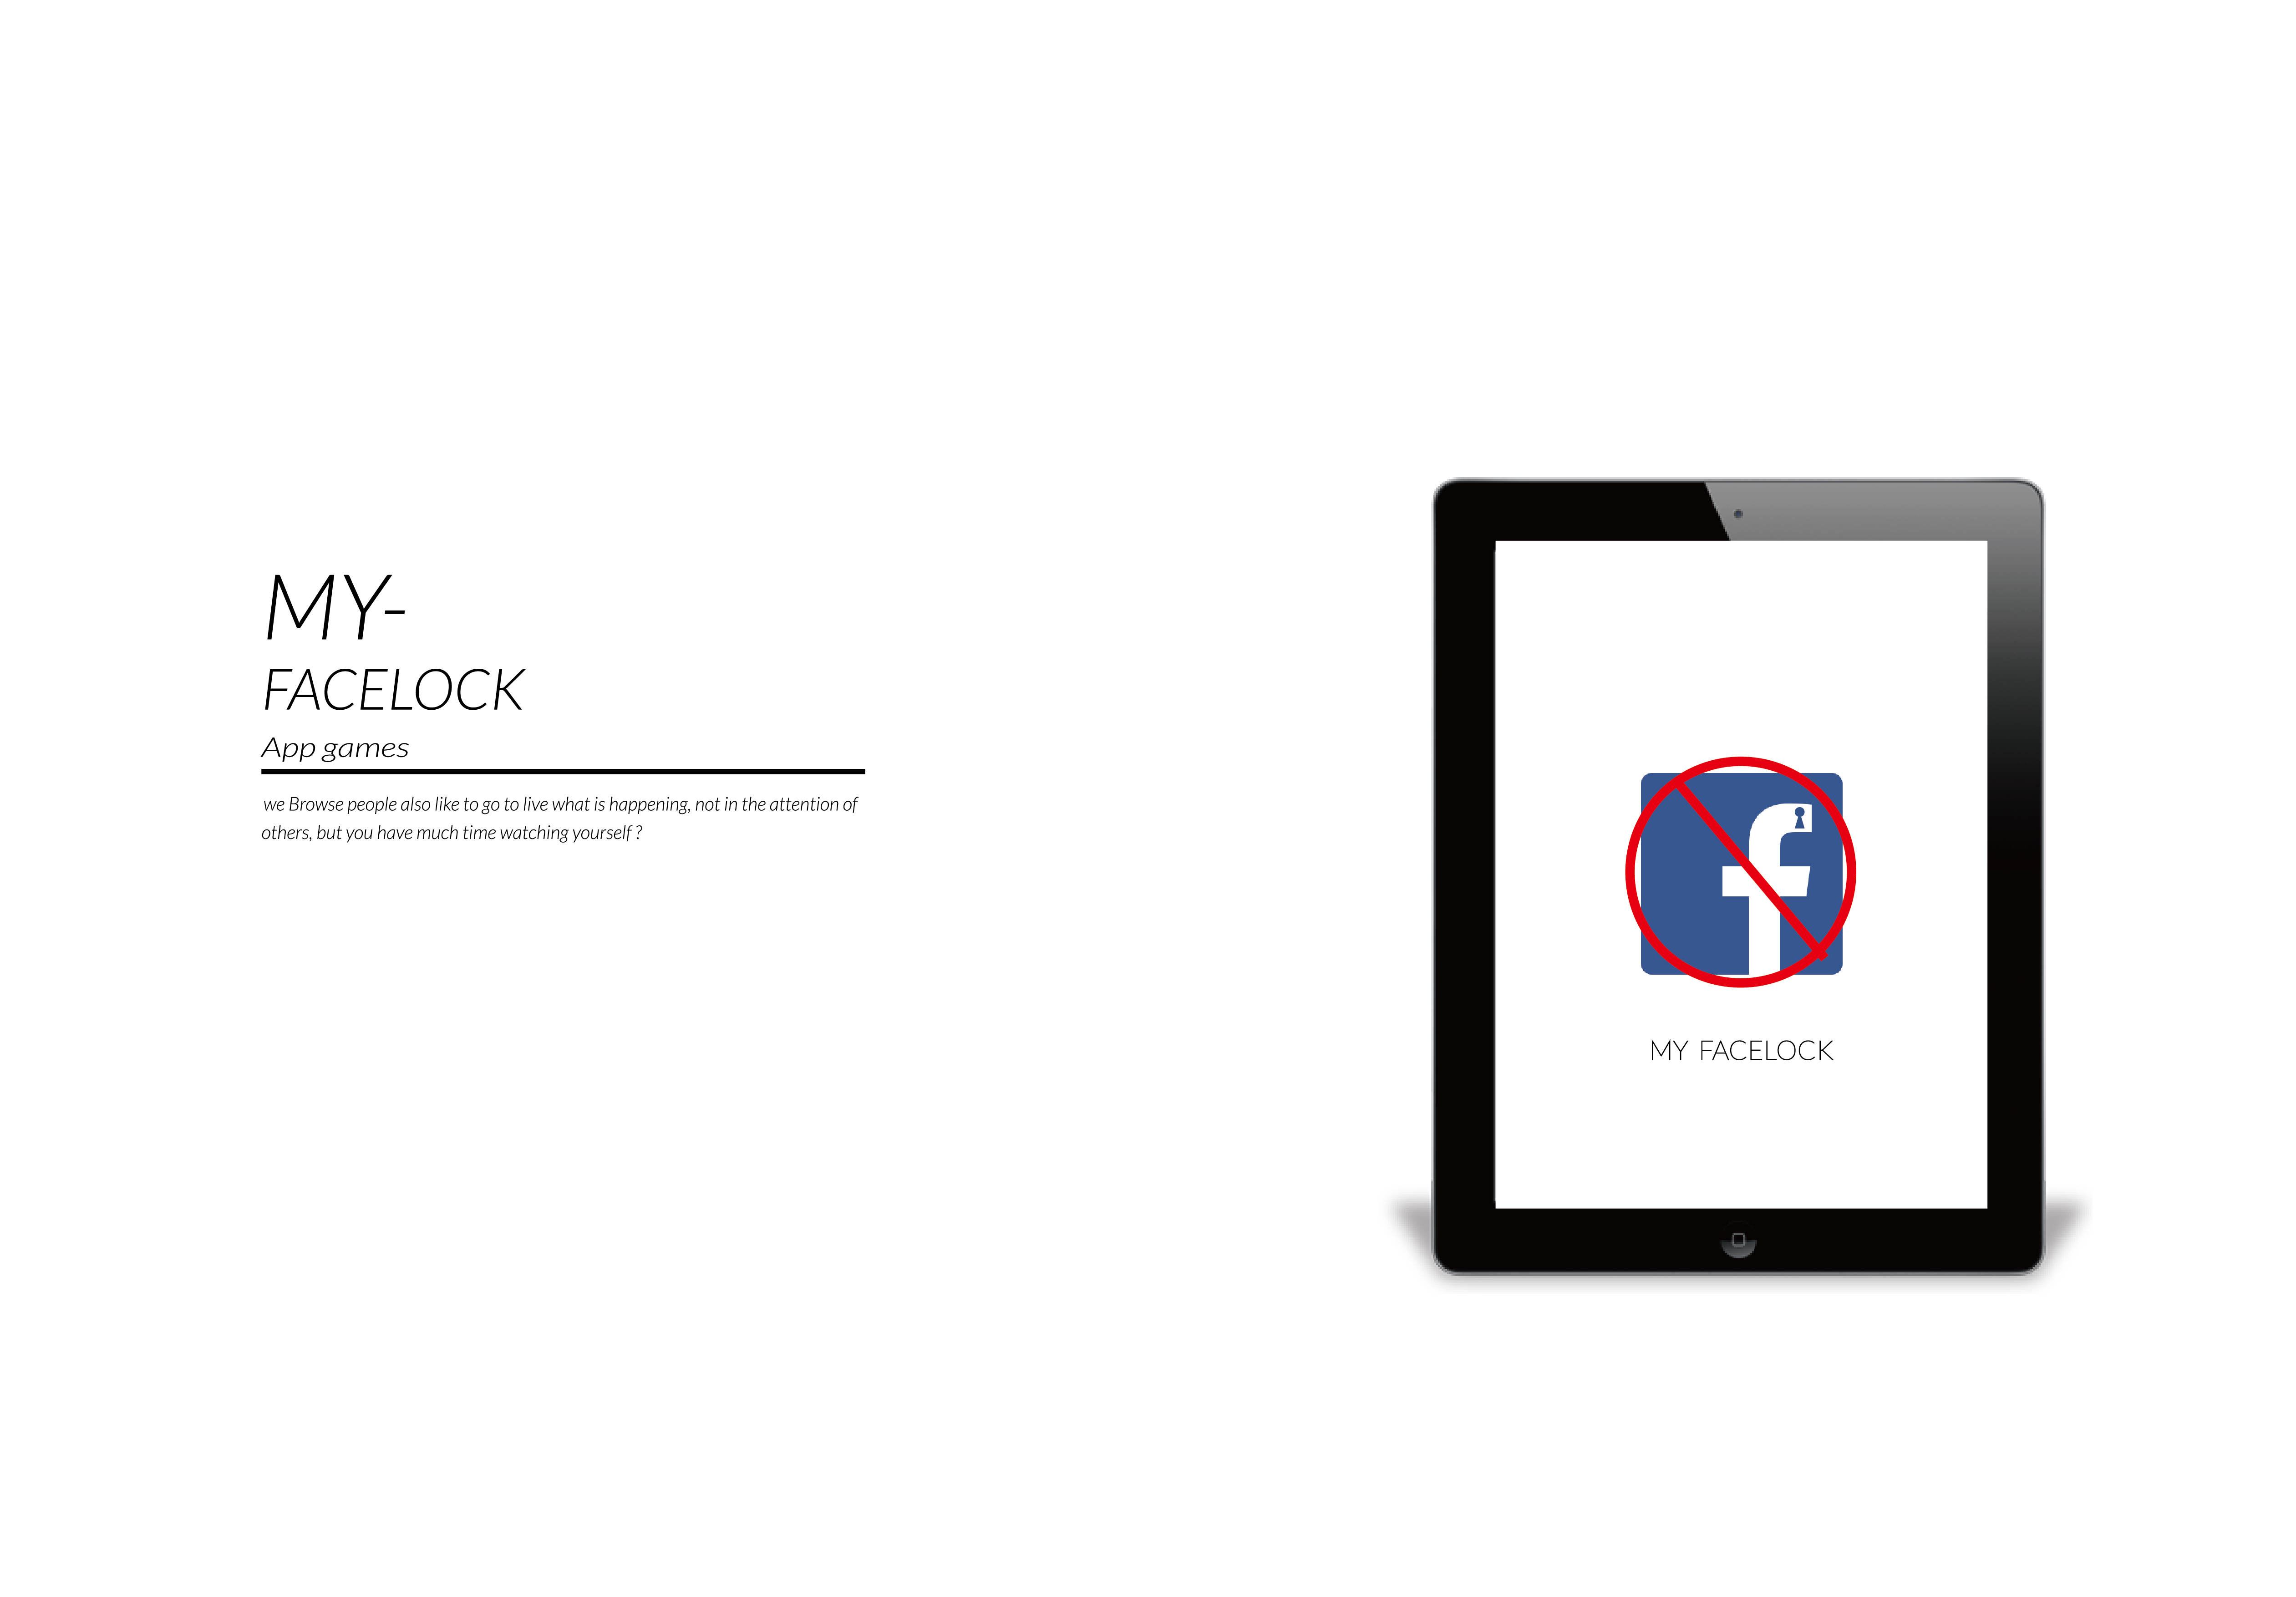 MY-
FACELOCK
App games
we Browse people also like to go to live what is happening, not in the attention of
others, but you have much time watching yourself ?
f
MY FACELOCK